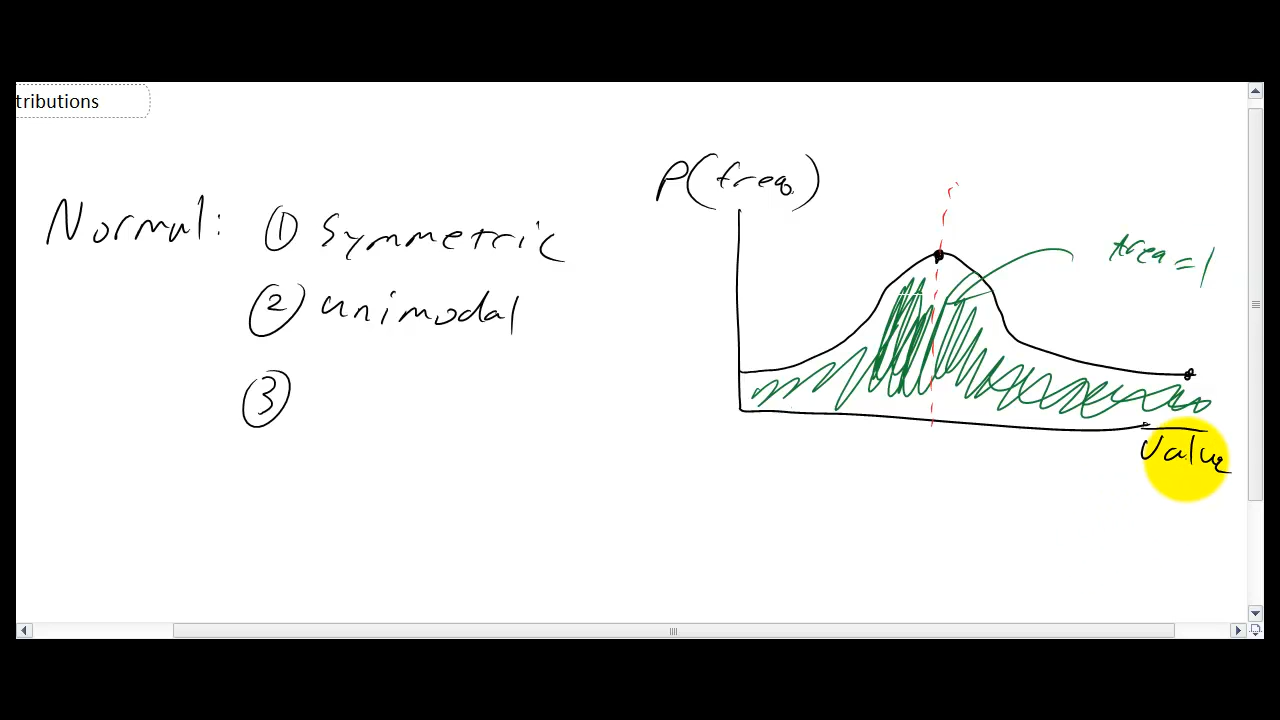 tributions
Normal: ① Symmetric
② unimodal
③
P(freq.)
Area = 1
Value